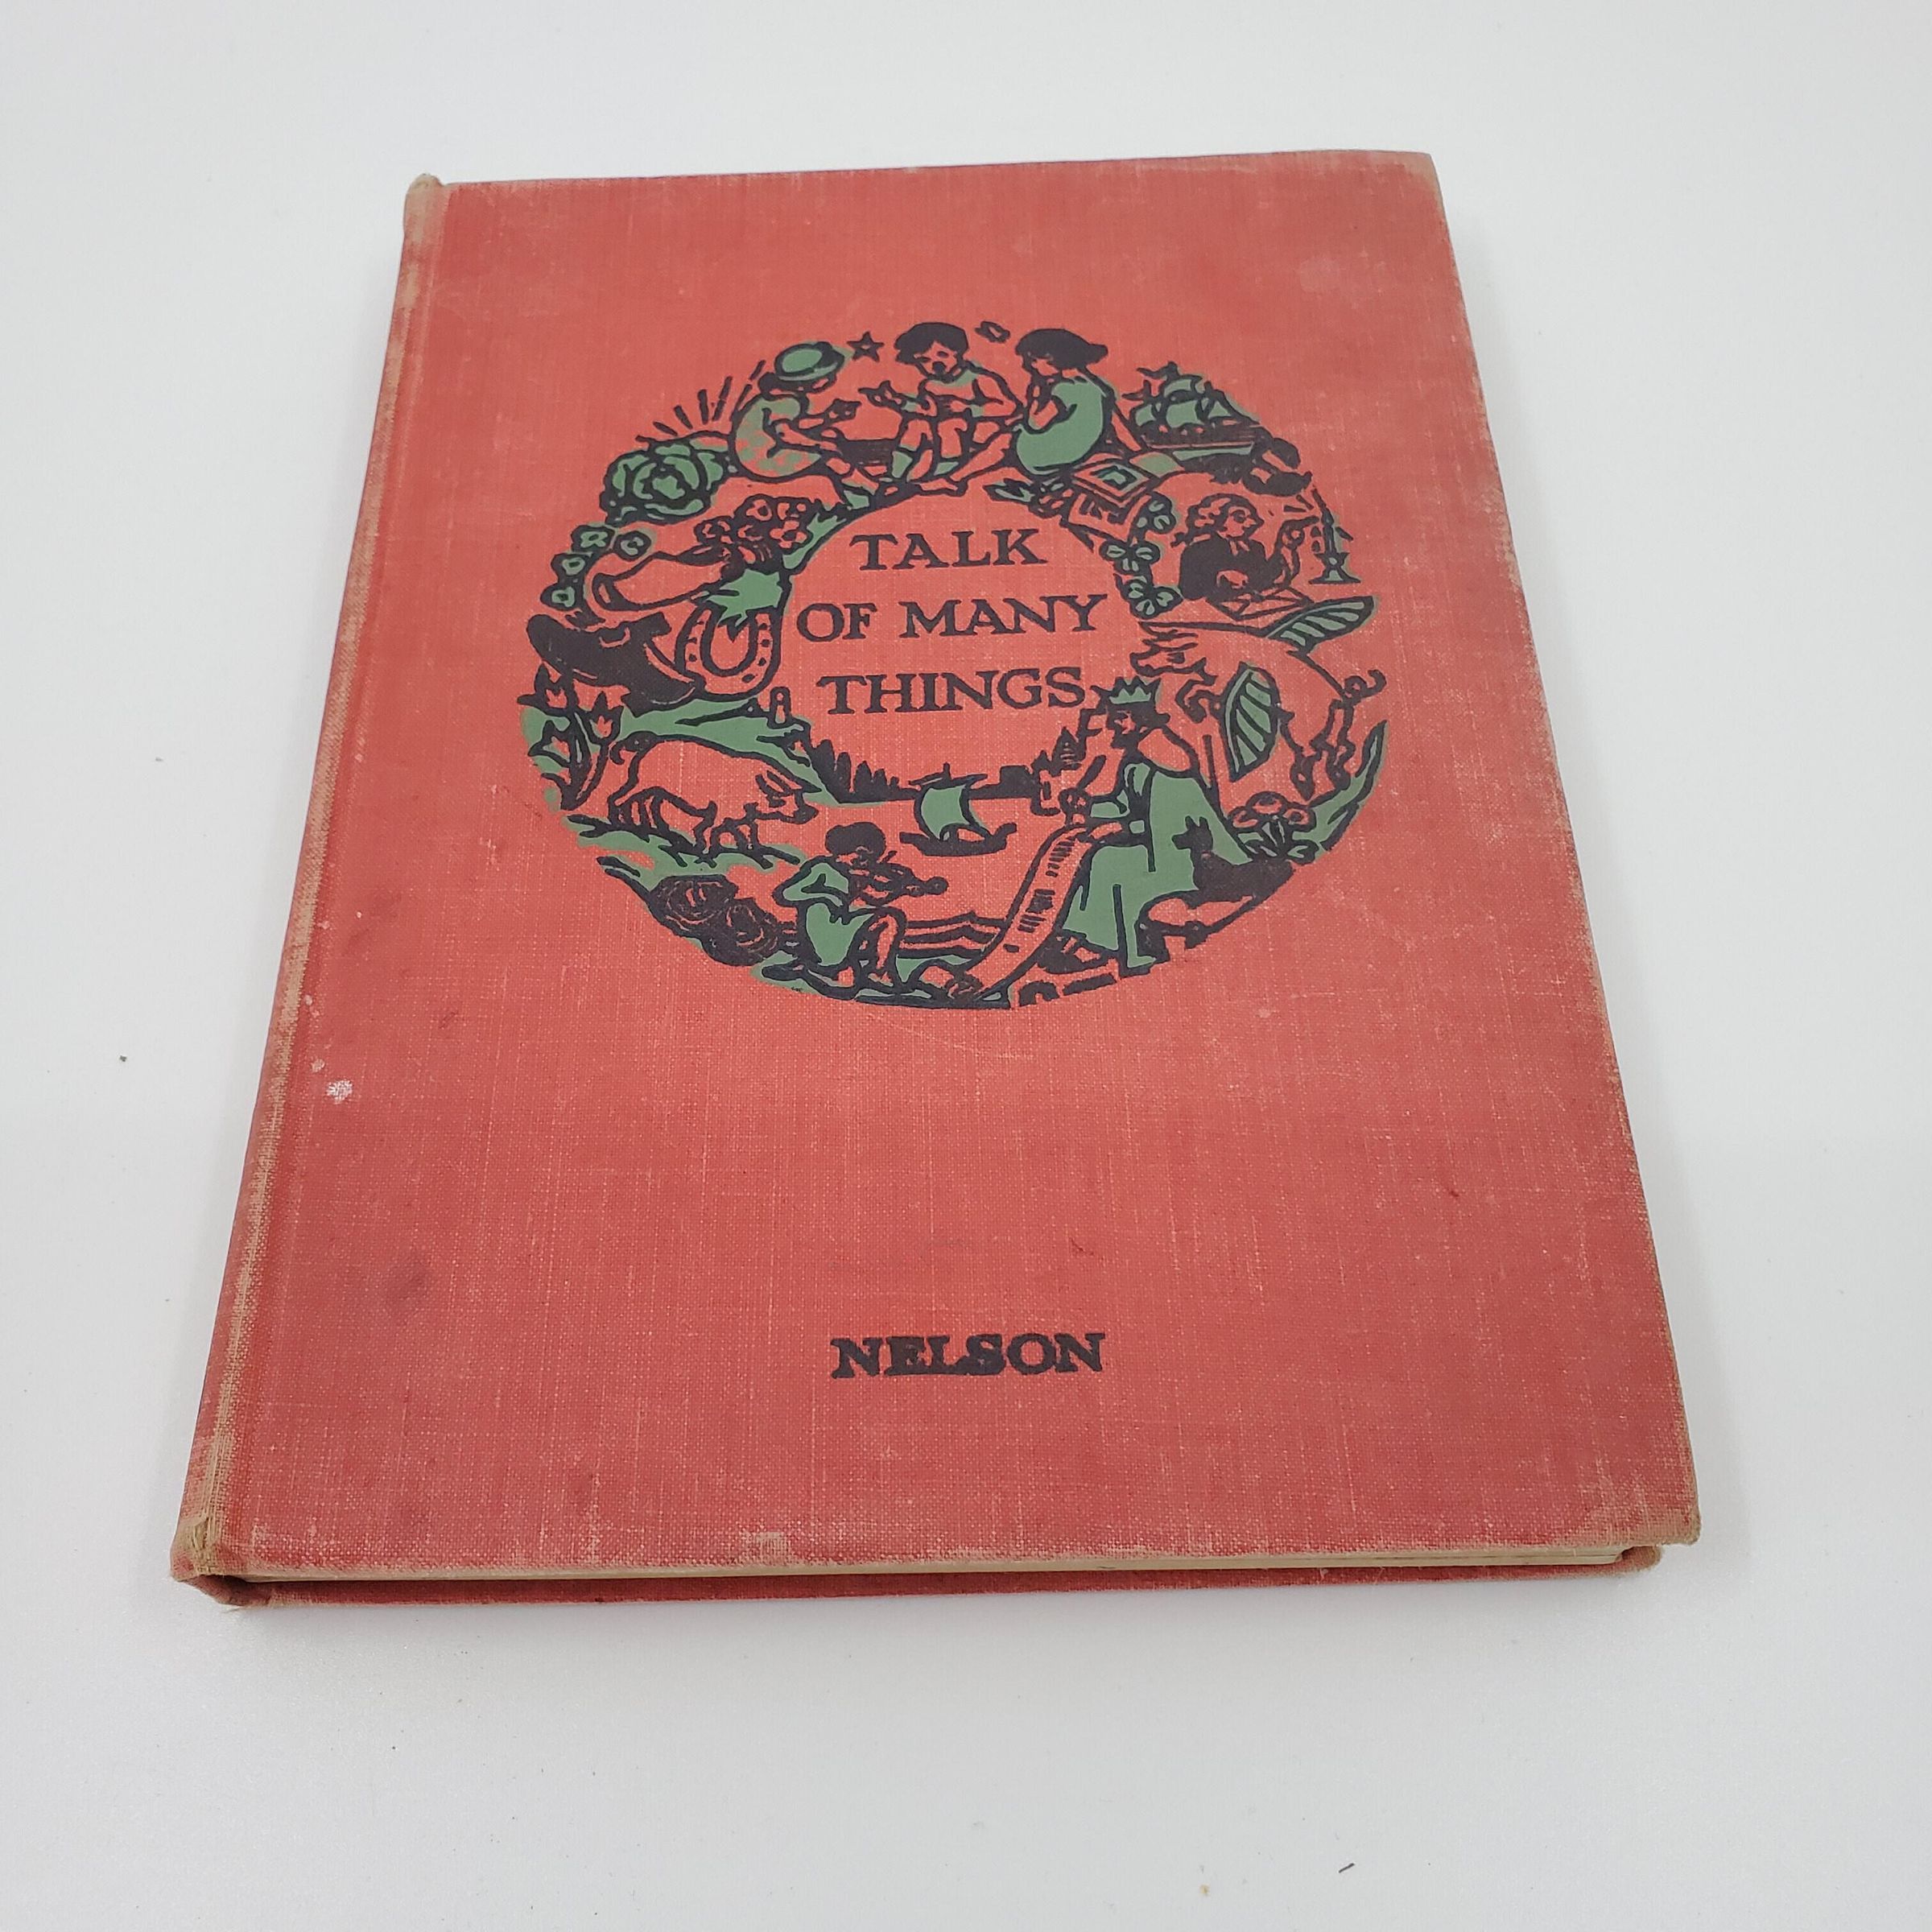 TALK
OF MANY
THINGS
NELSON